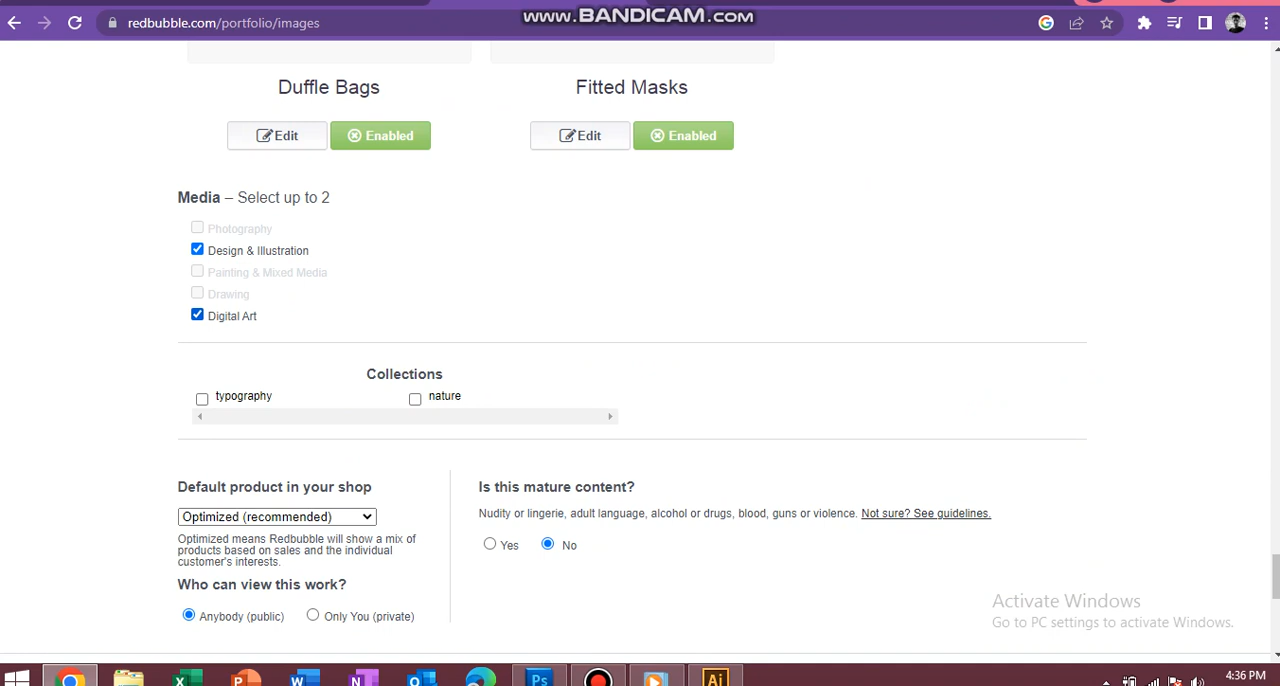 www.BANDICAM.com
redbubble.com/portfolio/images
Duffle Bags
Fitted Masks
Edit
Enabled
Edit
Enabled
Media – Select up to 2
Photography
Design & Illustration
Painting & Mixed Media
Drawing
Digital Art
Collections
typography
nature
Default product in your shop
Optimized (recommended)
Optimized means Redbubble will show a mix of
products based on sales and the individual
customer's interests.
Who can view this work?
Anybody (public)
Only You (private)
Is this mature content?
Nudity or lingerie, adult language, alcohol or drugs, blood, guns or violence. Not sure? See guidelines.
Yes
No
Activate Windows
Go to PC settings to activate Windows.
Ps
Ai
4:36 PM